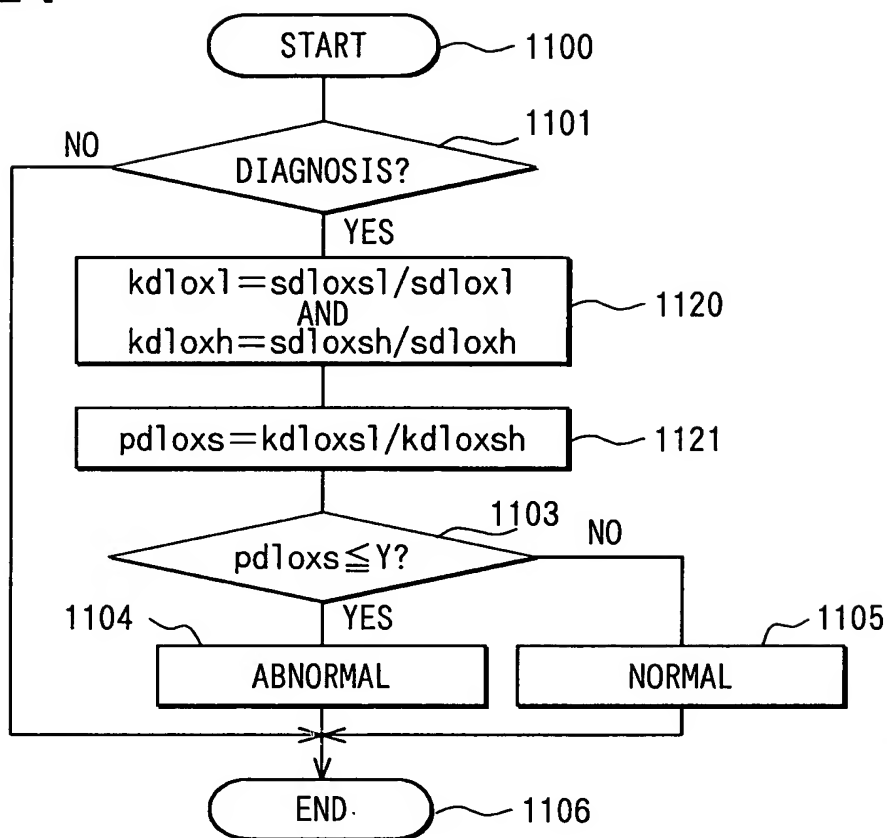 START
1100
1101
NO
DIAGNOSIS?
YES
kdloxl=sdloxsl/sdloxl
AND
kdloxh=sdloxsh/sdloxh
1120
pdloxs=kdloxsl/kdloxsh
1121
1103
pdloxs≦Y?
NO
1104
YES
1105
ABNORMAL
NORMAL
END
1106